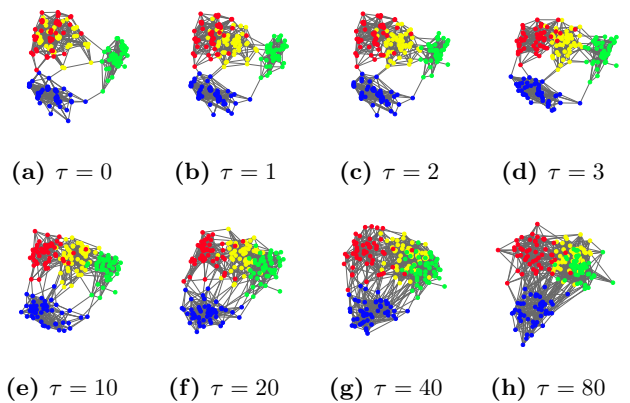 (a) τ = 0
(b) τ = 1
(c) τ = 2
(d) τ = 3
(e) τ = 10
(f) τ = 20
(g) τ = 40
(h) τ = 80